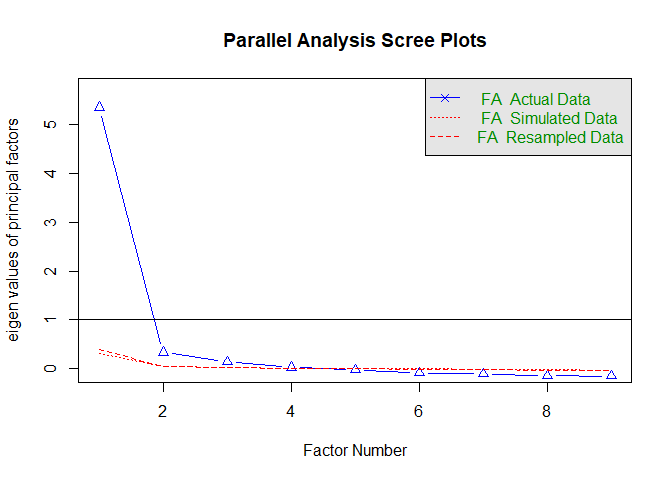 Parallel Analysis Scree Plots
FA Actual Data
FA Simulated Data
FA Resampled Data
eigen values of principal factors
5
4
3
2
1
0
2 4 6 8
Factor Number